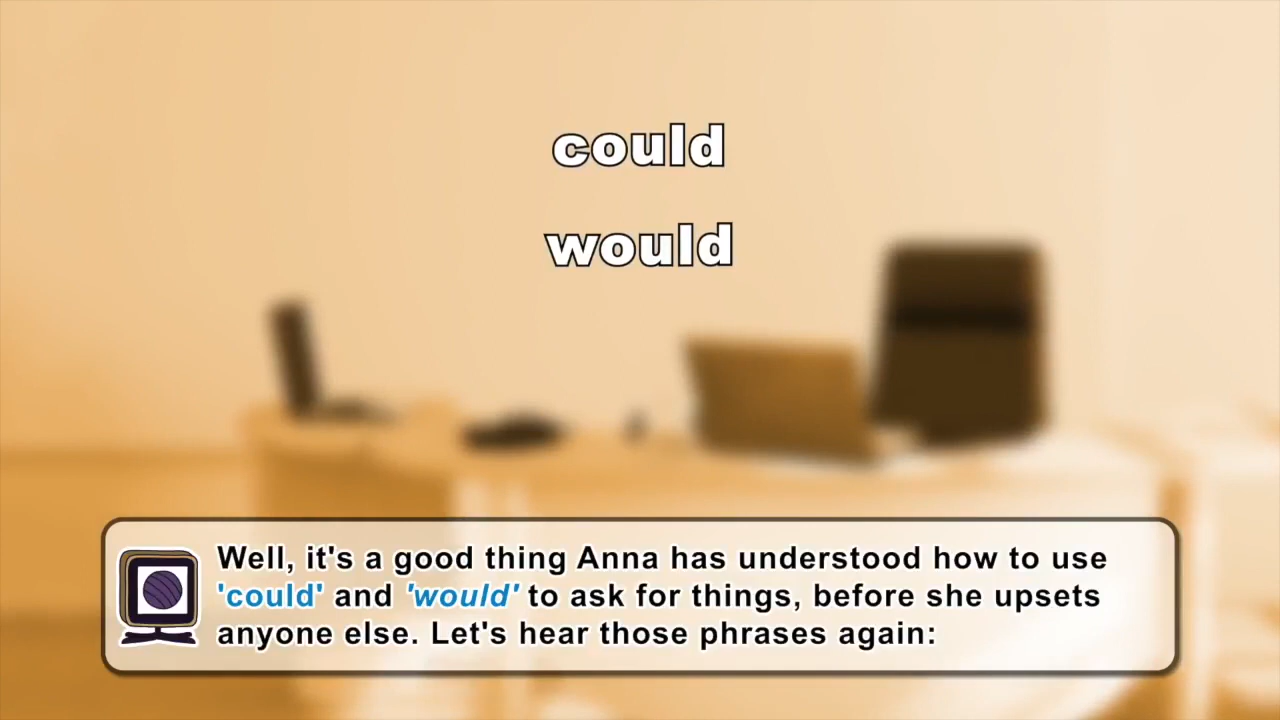 could
would
Well, it's a good thing Anna has understood how to use
'could' and 'would' to ask for things, before she upsets
anyone else. Let's hear those phrases again: